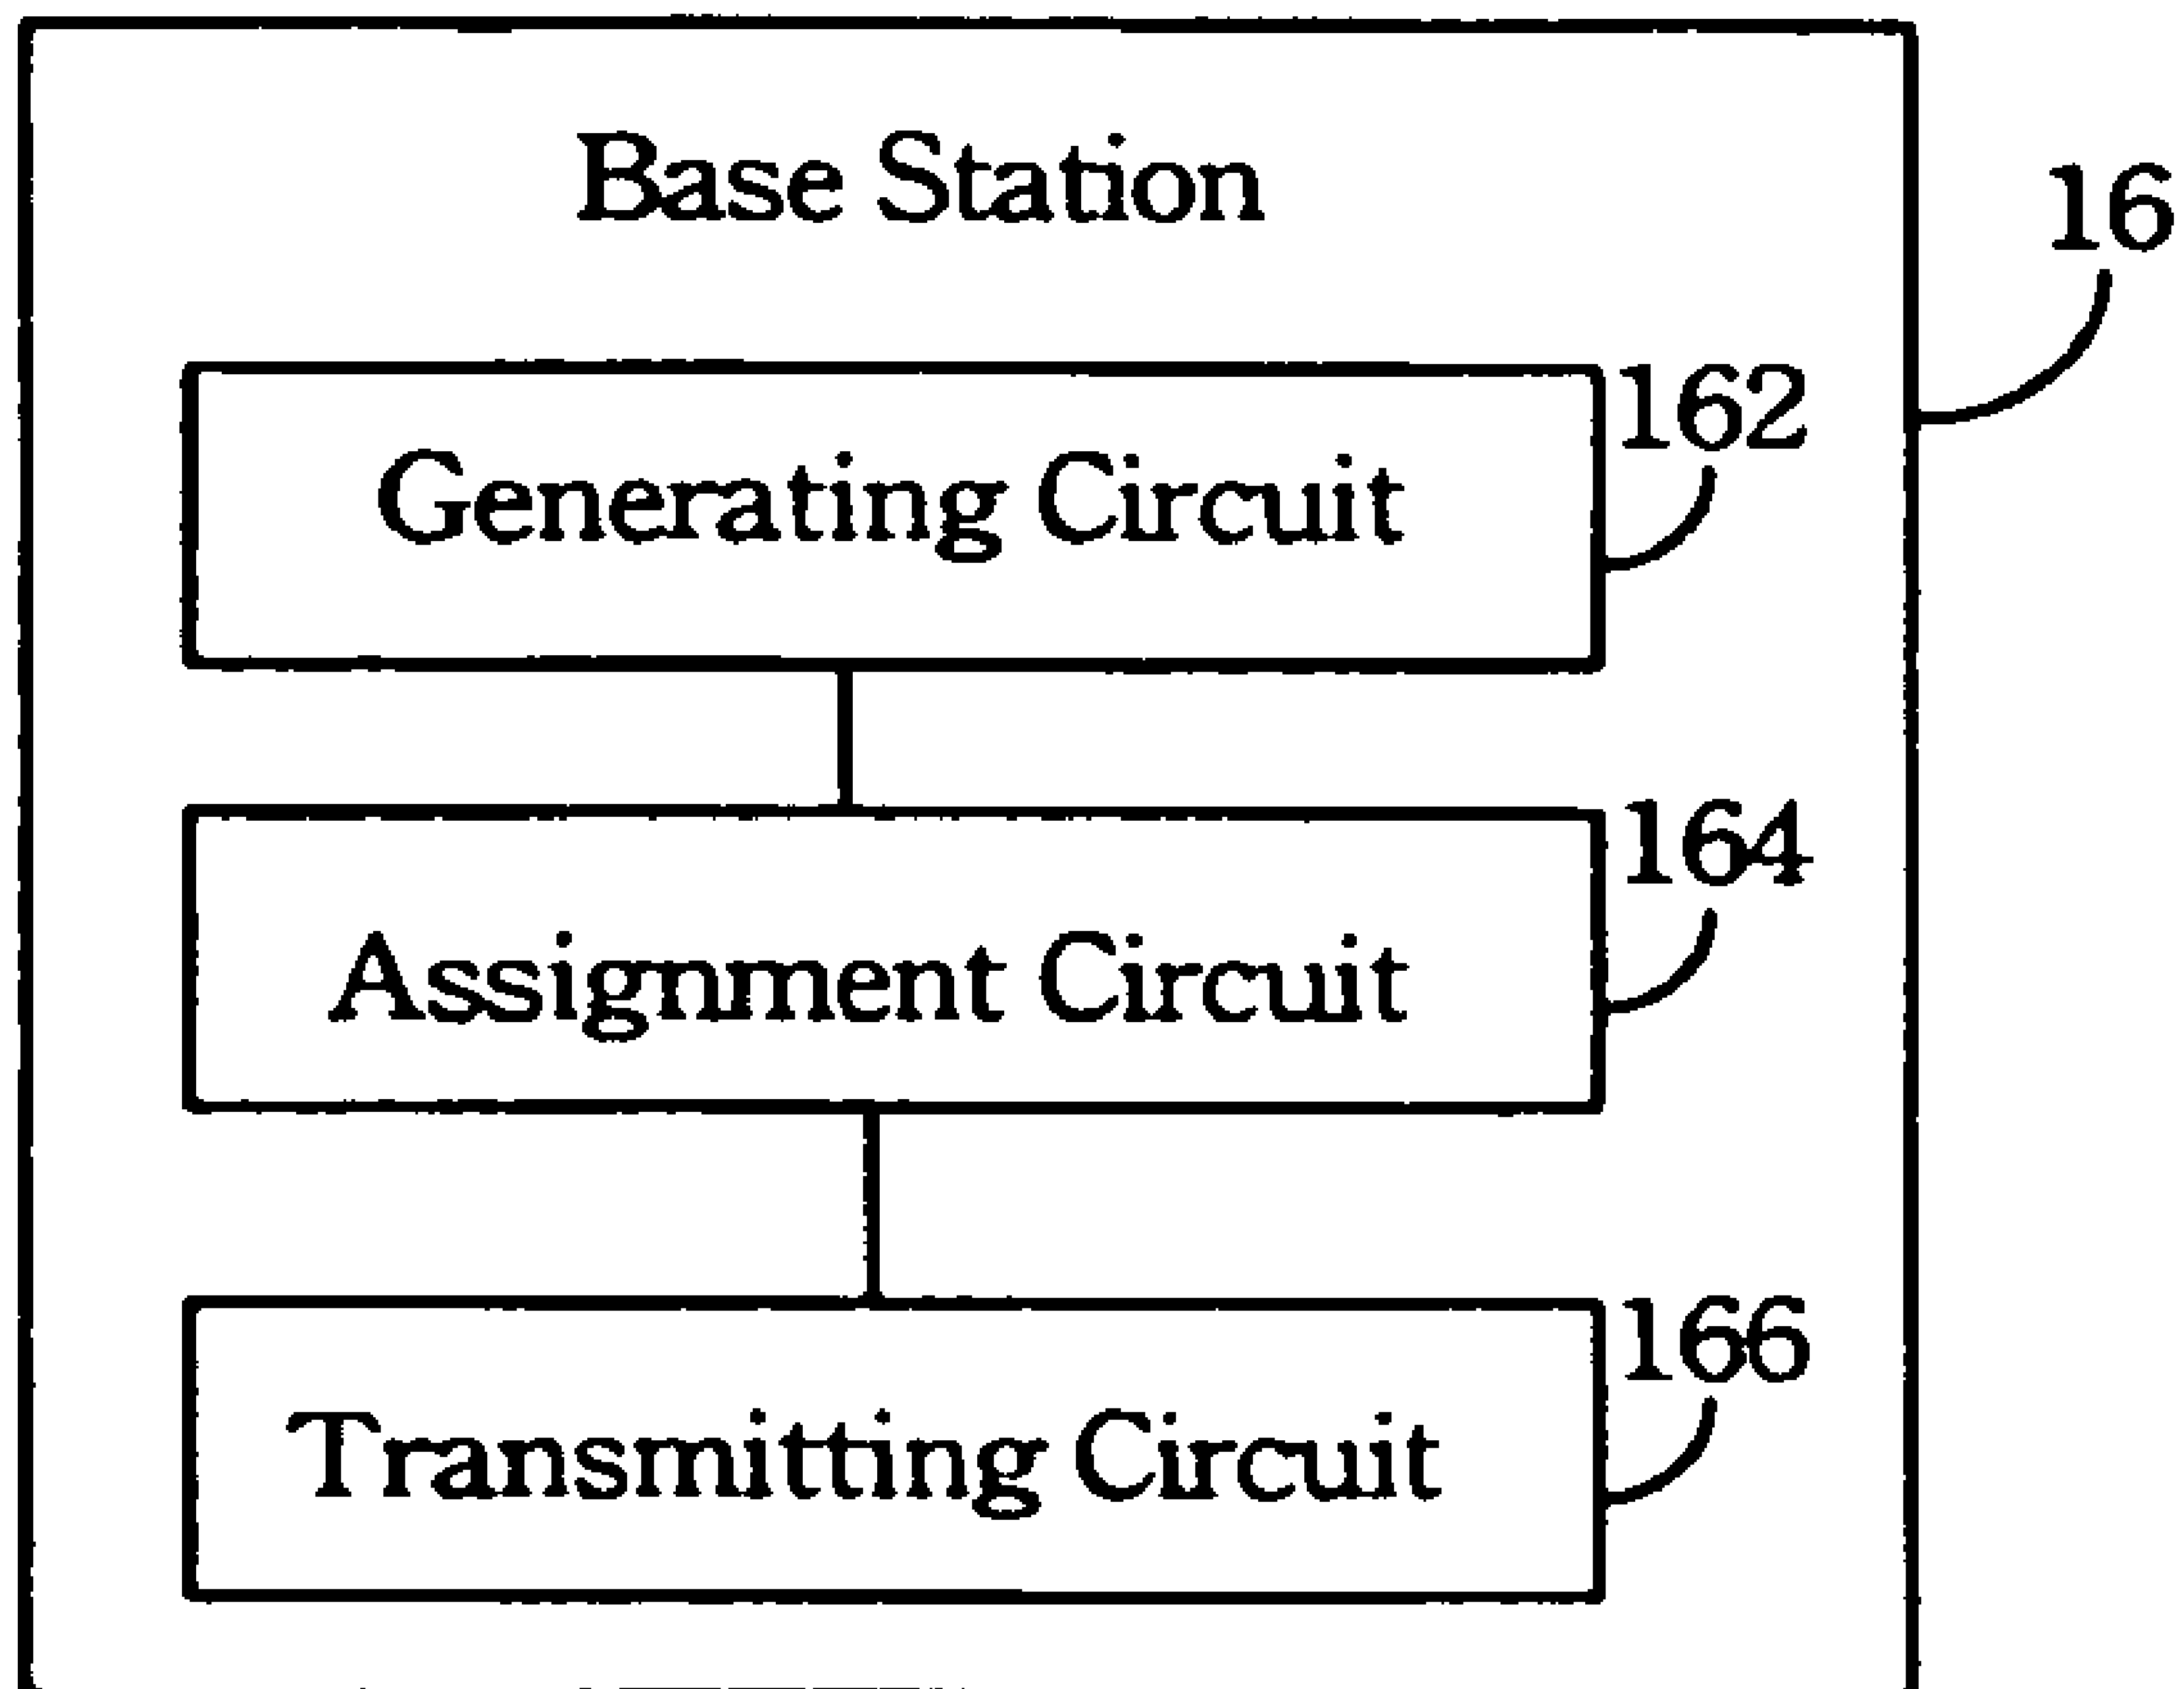 Base Station
16
162
Generating Circuit
164
Assignment Circuit
166
Transmitting Circuit